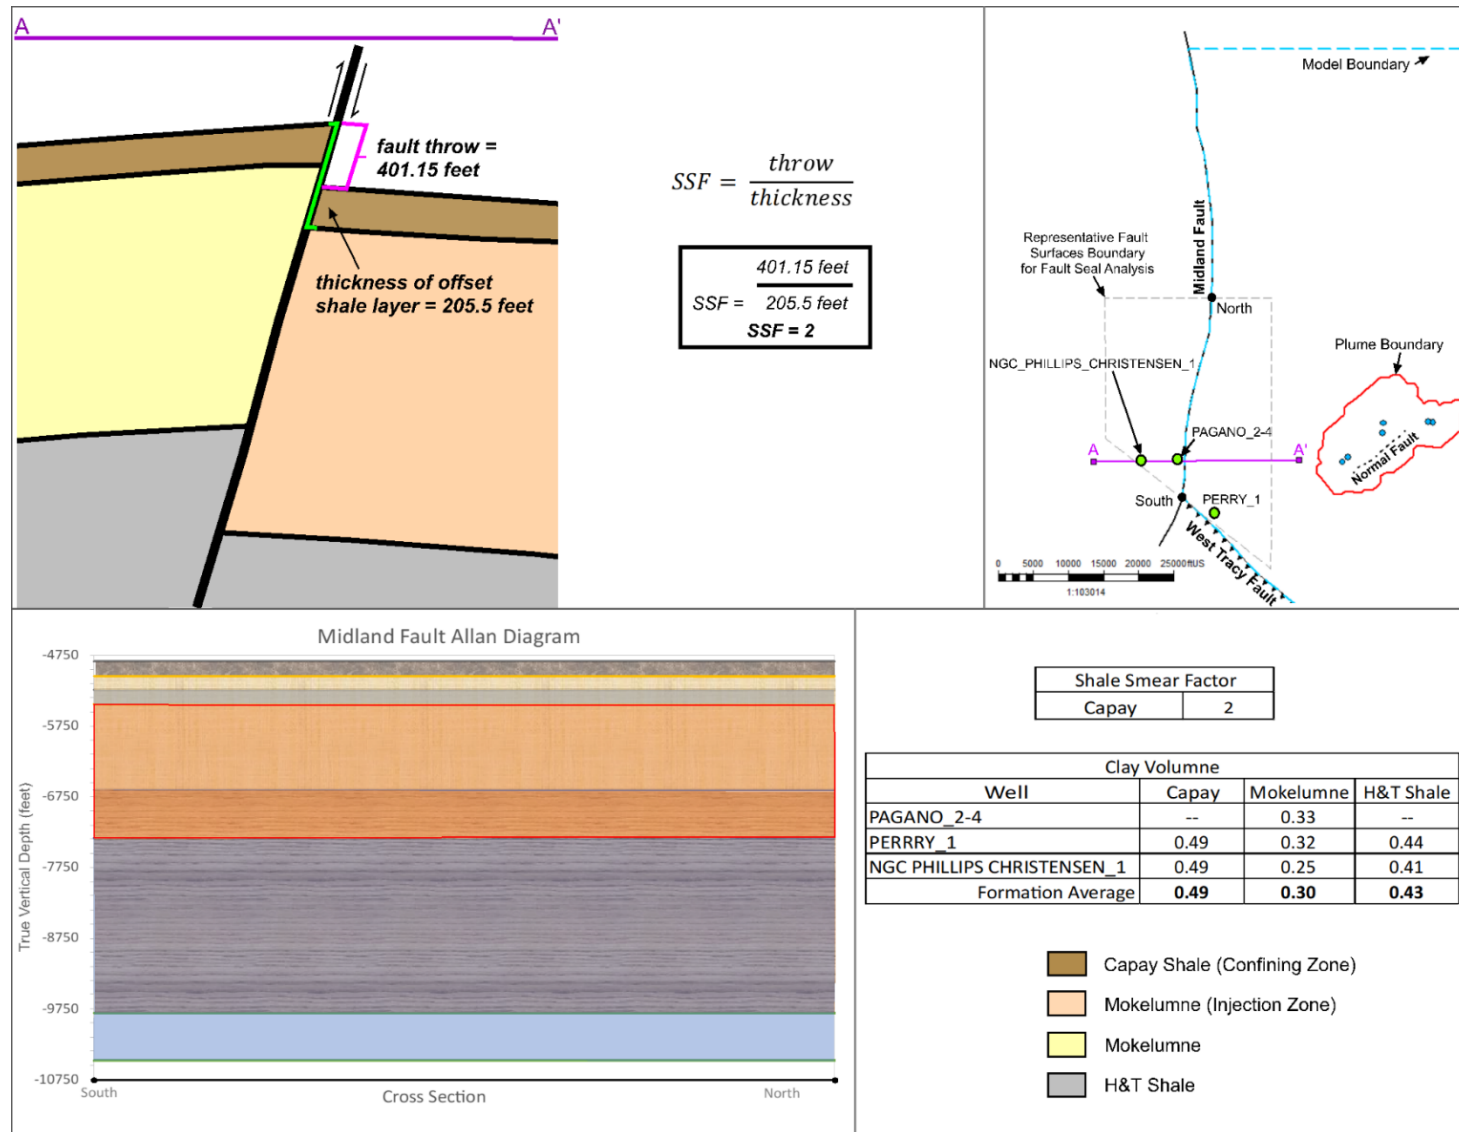 A
A'
fault throw =
401.15 feet
thickness of offset
shale layer = 205.5 feet
SSF = throw
thickness
401.15 feet
SSF = 205.5 feet
SSF = 2
Model Boundary
Midland Fault
Representative Fault
Surfaces Boundary
for Fault Seal Analysis
North
Plume Boundary
NGC_PHILLIPS_CHRISTENSEN_1
PAGANO_2-4
A
A'
Normal Fault
South
PERRY_1
West Tracy Fault
0 5000 10000 15000 20000 25000ftUS
1:103014
Midland Fault Allan Diagram
True Vertical Depth (feet)
-4750
-5750
-6750
-7750
-8750
-9750
-10750
South
Cross Section
North
Shale Smear Factor
Capay 2
Clay Volumne
Well Capay Mokelumne H&T Shale
PAGANO_2-4 -- 0.33 --
PERRRY_1 0.49 0.32 0.44
NGC PHILLIPS CHRISTENSEN_1 0.49 0.25 0.41
Formation Average 0.49 0.30 0.43
Capay Shale (Confining Zone)
Mokelumne (Injection Zone)
Mokelumne
H&T Shale